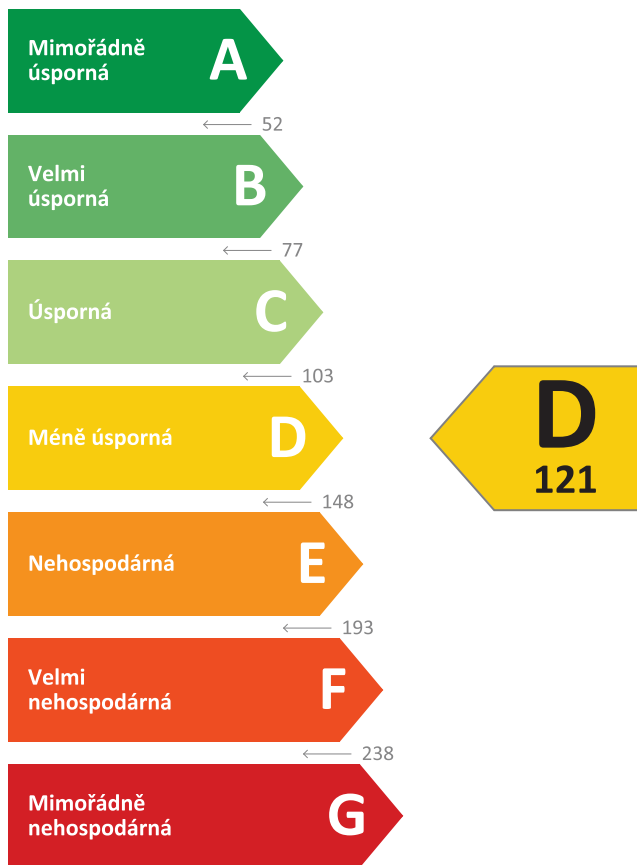 Mimořádně
úsporná
A
52
Velmi
úsporná
B
77
Úsporná
C
103
Méně úsporná
D
148
D
121
Nehospodárná
E
193
Velmi
nehospodárná
F
238
Mimořádně
nehospodárná
G